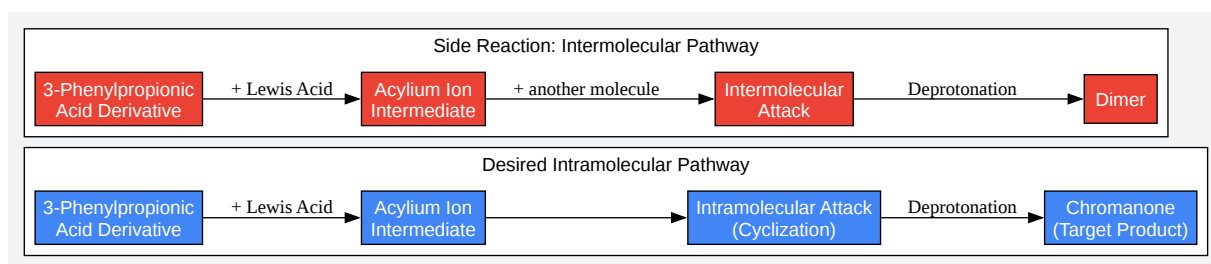 Side Reaction: Intermolecular Pathway
3-Phenylpropionic
Acid Derivative
+ Lewis Acid
Acylium Ion
Intermediate
+ another molecule
Intermolecular
Attack
Deprotonation
Dimer
Desired Intramolecular Pathway
3-Phenylpropionic
Acid Derivative
+ Lewis Acid
Acylium Ion
Intermediate
Intramolecular Attack
(Cyclization)
Deprotonation
Chromanone
(Target Product)